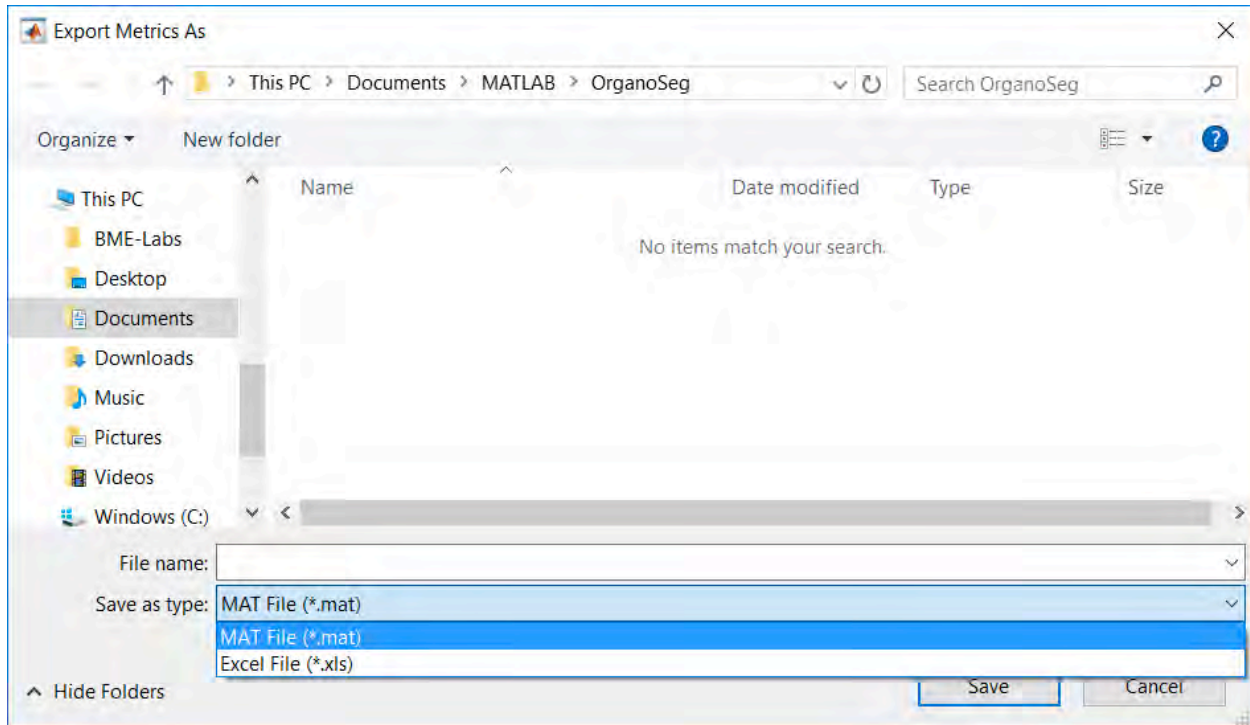 Export Metrics As
This PC > Documents > MATLAB > OrganoSeg
Search OrganoSeg
Organize
New folder
?
Name
Date modified
Type
Size
No items match your search.
This PC
BME-Labs
Desktop
Documents
Downloads
Music
Pictures
Videos
Windows (C:)
File name:
Save as type: MAT File (*.mat)
MAT File (*.mat)
Excel File (*.xls)
Hide Folders
Save
Cancel